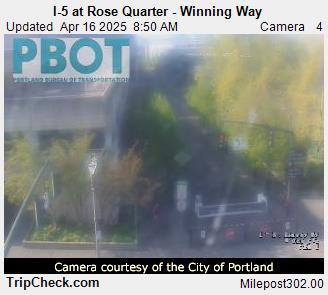 I-5 at Rose Quarter - Winning Way
Updated Apr 16 2025 8:50 AM Camera 4
PBOT
PORTLAND BUREAU OF TRANSPORTATION
Camera courtesy of the City of Portland
TripCheck.com Milepost302.00